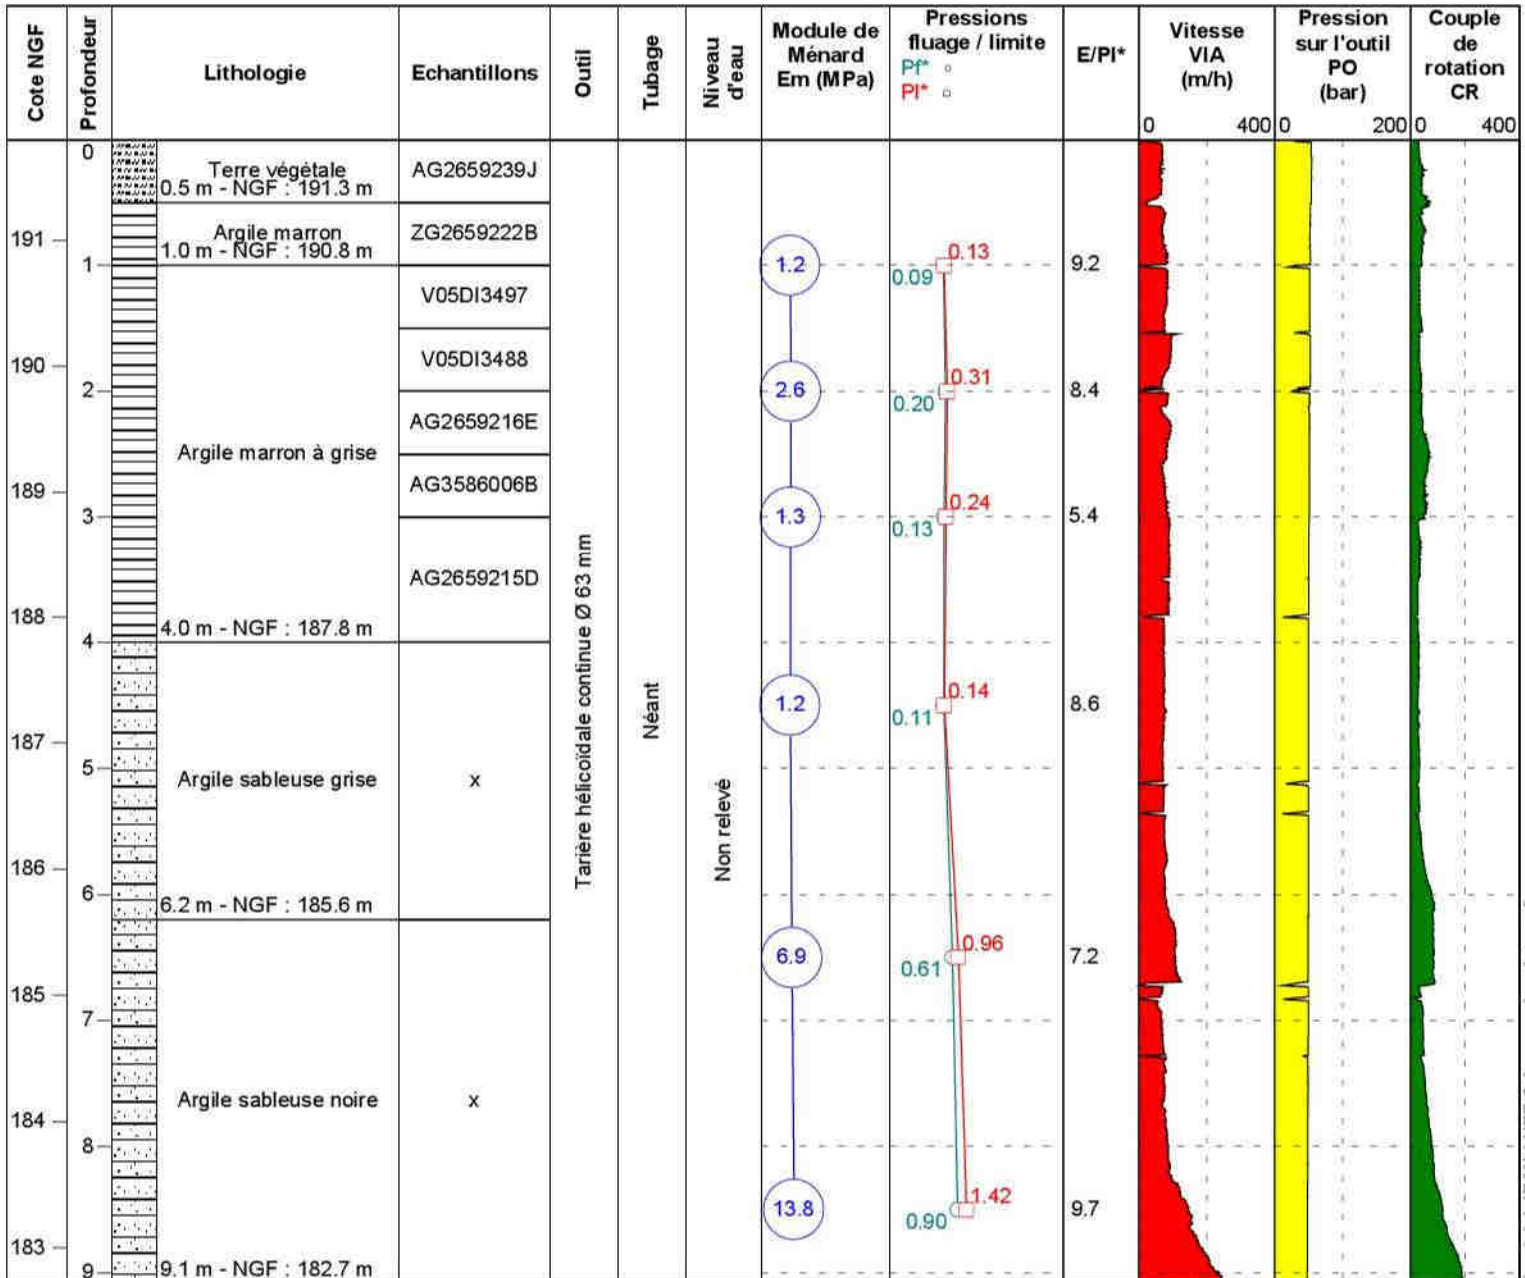 Cote NGF
Profondeur
Lithologie
Echantillons
Outil
Tubage
Niveau
d'eau
Module de
Ménard
Em (MPa)
Pressions
fluage / limite
Pf*
Pl*
E/Pl*
Vitesse
VIA
(m/h)
0 400
Pression
sur l'outil
PO
(bar)
0 200
Couple
de
rotation
CR
0 400
0
Terre végétale
0.5 m - NGF : 191.3 m
AG2659239J
191
Argile marron
1.0 m - NGF : 190.8 m
ZG2659222B
1
1.2
0.13
0.09
9.2
V05DI3497
190
V05DI3488
2
2.6
0.31
0.20
8.4
AG2659216E
Argile marron à grise
189
AG3586006B
3
1.3
0.24
0.13
5.4
AG2659215D
188
4.0 m - NGF : 187.8 m
4
Tarière hélicoïdale continue Ø 63 mm
Néant
Non relevé
1.2
0.14
0.11
8.6
187
5
Argile sableuse grise
x
186
6
6.2 m - NGF : 185.6 m
6.9
0.96
0.61
7.2
185
7
Argile sableuse noire
x
184
8
13.8
1.42
0.90
9.7
183
9
9.1 m - NGF : 182.7 m